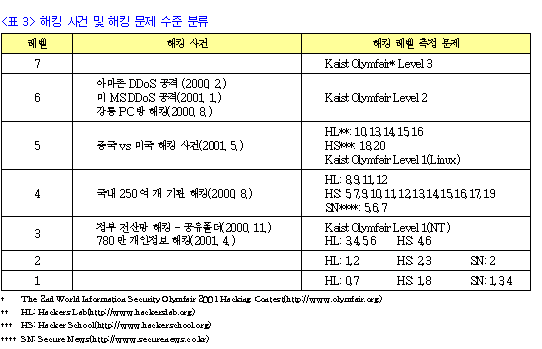 <표 3> 해킹 사건 및 해킹 문제 수준 분류
레벨 해킹 사건 해킹 레벨 측정 문제
7 Kaist Olymfair* Level 3
6 아마존 DDoS 공격 (2000. 2.)
미 MS DDoS 공격(2001. 1.)
강릉 PC방 해킹(2000. 8.)
Kaist Olymfair Level 2
5 중국 vs 미국 해킹 사건(2001. 5.)
HL**: 10,13,14,15,16
HS***: 18,20
Kaist Olymfair Level 1(Linux)
4 국내 250여 개 기관 해킹(2000. 8.)
HL: 8,9,11,12
HS: 5,7,9,10,11,12,13,14,15,16,17,19
SN****: 5,6,7
3 정부 전산망 해킹 - 공유폴더(2000. 11.)
780만 개인정보 해킹(2001. 4.)
Kaist Olymfair Level 1(NT)
HL: 3,4,5,6 HS: 4,6
2 HL: 1,2 HS: 2,3 SN: 2
1 HL: 0,7 HS: 1,8 SN: 1,3,4
* The 2nd World Information Security Olymfair 2001 Hacking Contest(http://www.olymfair.org)
** HL: Hackers Lab(http://www.hackerslab.org)
*** HS: Hacker School(http://www.hackerschool.org)
**** SN: Secure News(http://www.securenews.co.kr)